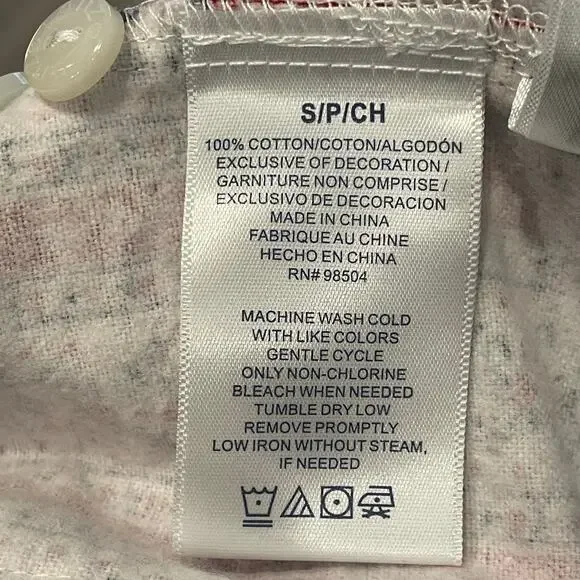 S/P/CH
100% COTTON/COTON/ALGODÓN
EXCLUSIVE OF DECORATION/
GARNITURE NON COMPRISE/
EXCLUSIVO DE DECORACION
MADE IN CHINA
FABRIQUE AU CHINE
HECHO EN CHINA
RN# 98504
MACHINE WASH COLD
WITH LIKE COLORS
GENTLE CYCLE
ONLY NON-CHLORINE
BLEACH WHEN NEEDED
TUMBLE DRY LOW
REMOVE PROMPTLY
LOW IRON WITHOUT STEAM,
IF NEEDED